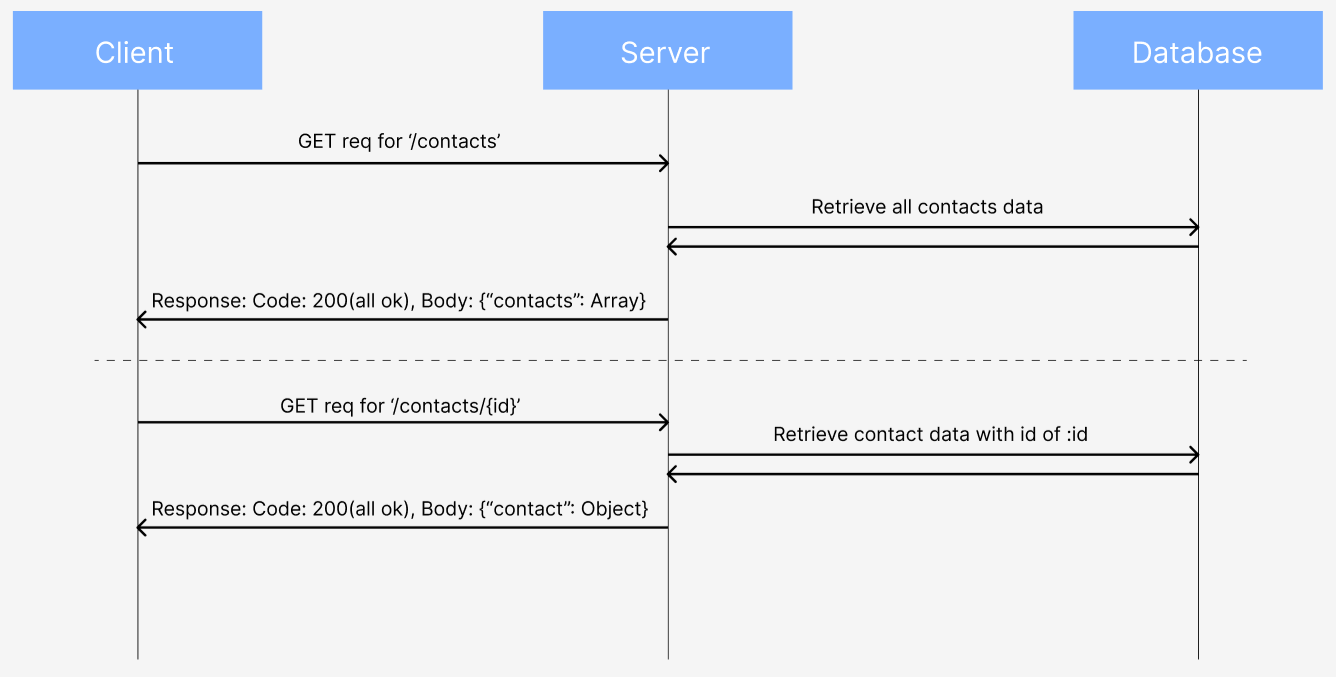 Client
Server
Database
GET req for ‘/contacts’
Retrieve all contacts data
Response: Code: 200(all ok), Body: {“contacts”: Array}
GET req for ‘/contacts/{id}’
Retrieve contact data with id of :id
Response: Code: 200(all ok), Body: {“contact”: Object}